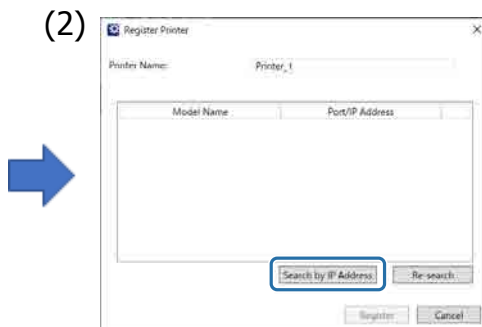 (2)
Register Printer
Printer Name: Printer_1
Model Name Port/IP Address
Search by IP Address Re-search
Register Cancel